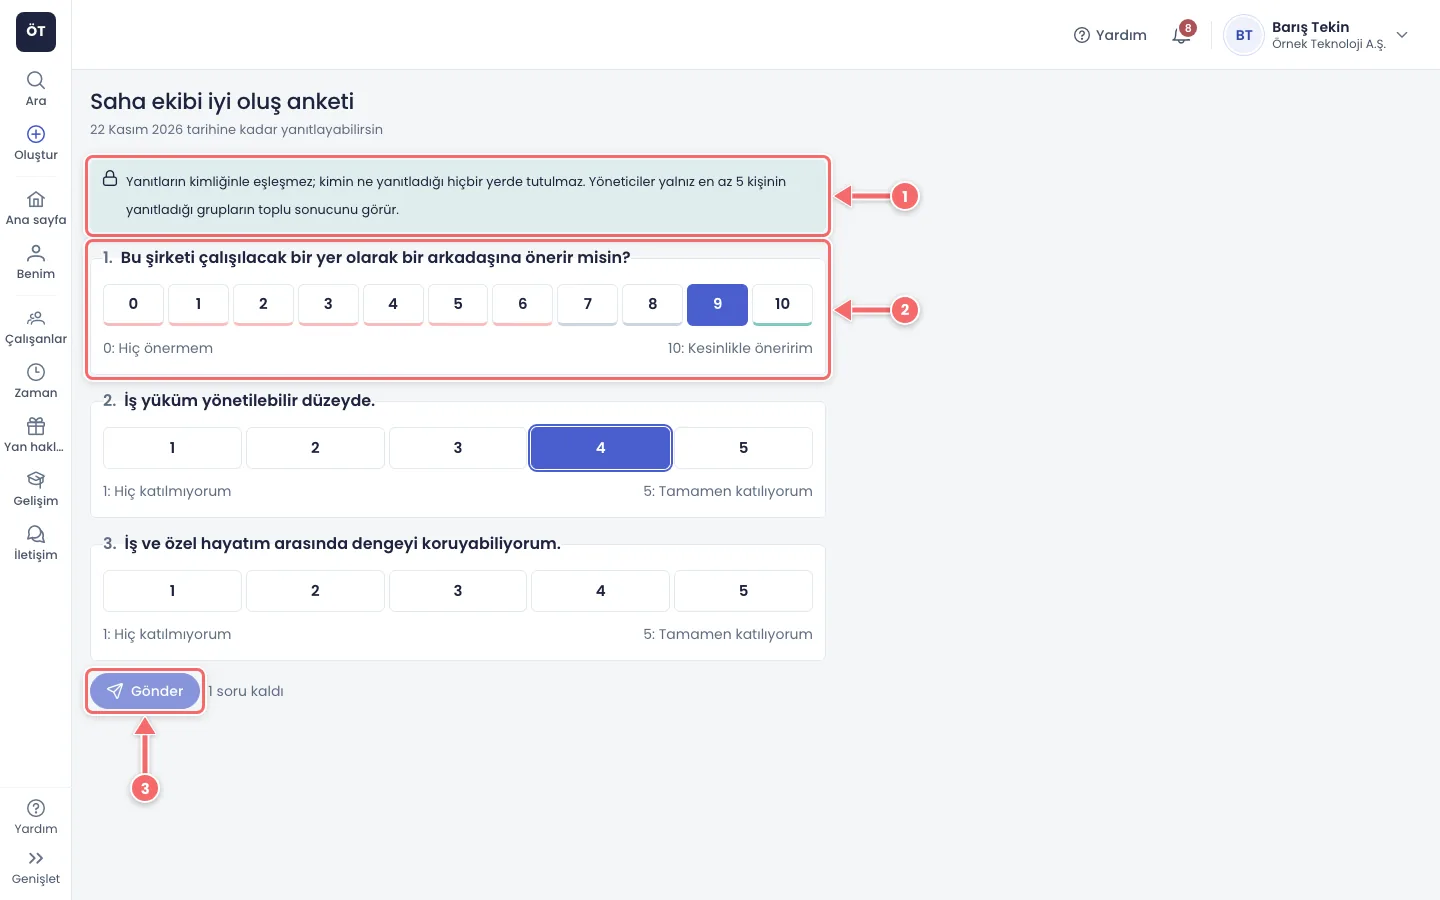 ÖT
Ara
Oluştur
Ana sayfa
Benim
Çalışanlar
Zaman
Yan hakl...
Gelişim
İletişim
Yardım
Genişlet
Yardım
8
BT
Barış Tekin
Örnek Teknoloji A.Ş.
Saha ekibi iyi oluş anketi
22 Kasım 2026 tarihine kadar yanıtlayabilirsin
Yanıtların kimliğinle eşleşmez; kimin ne yanıtladığı hiçbir yerde tutulmaz. Yöneticiler yalnız en az 5 kişinin
yanıtladığı grupların toplu sonucunu görür.
1
1. Bu şirketi çalışılacak bir yer olarak bir arkadaşına önerir misin?
0 1 2 3 4 5 6 7 8 9 10
2
0: Hiç önermem 10: Kesinlikle öneririm
2. İş yüküm yönetilebilir düzeyde.
1 2 3 4 5
1: Hiç katılmıyorum 5: Tamamen katılıyorum
3. İş ve özel hayatım arasında dengeyi koruyabiliyorum.
1 2 3 4 5
1: Hiç katılmıyorum 5: Tamamen katılıyorum
Gönder 1 soru kaldı
3